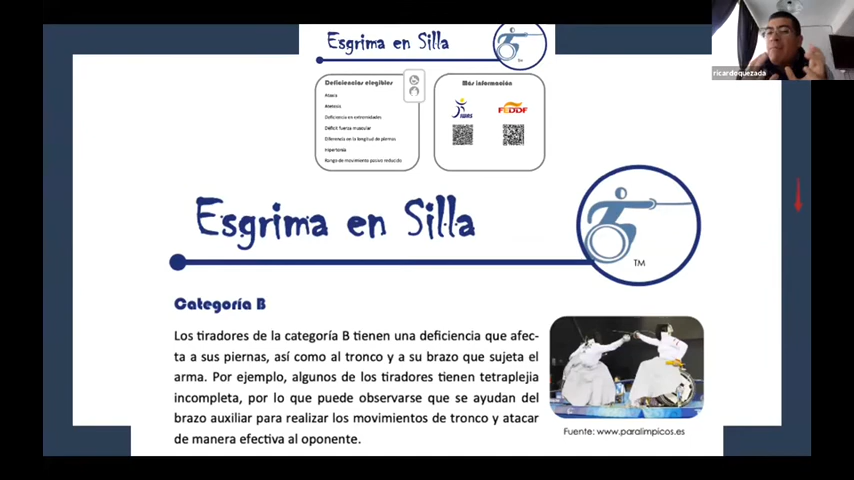 Esgrima en Silla
TM
Deficiencias elegibles
Ataxia
Atetosis
Deficiencia en extremidades
Déficit fuerza muscular
Diferencia en la longitud de piernas
Hipertonía
Rango de movimiento pasivo reducido
Más información
IWAS
FEDDF
ricardoquezada
Esgrima en Silla
TM
Categoría B
Los tiradores de la categoría B tienen una deficiencia que afec-
ta a sus piernas, así como al tronco y a su brazo que sujeta el
arma. Por ejemplo, algunos de los tiradores tienen tetraplejia
incompleta, por lo que puede observarse que se ayudan del
brazo auxiliar para realizar los movimientos de tronco y atacar
de manera efectiva al oponente.
Fuente: www.paralimpicos.es